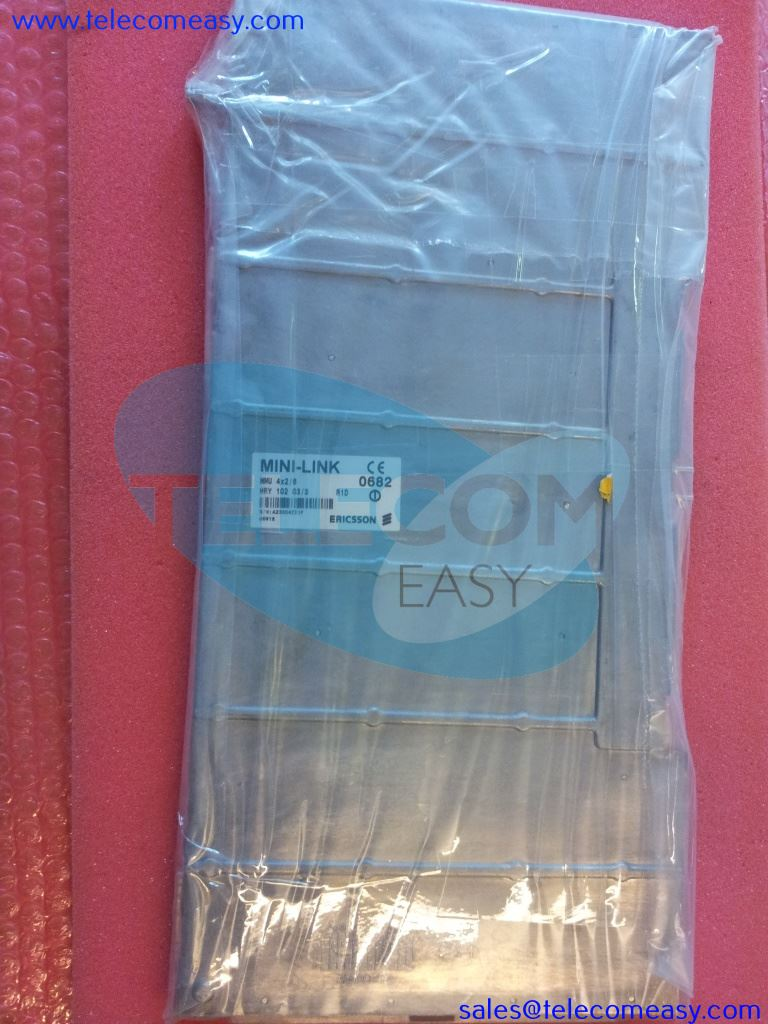 www.telecomeasy.com
MINI-LINK CE
MMU 4x2/8 0682
HRY 102 03/3 R1D
ERICSSON
TELECOM
EASY
sales@telecomeasy.com